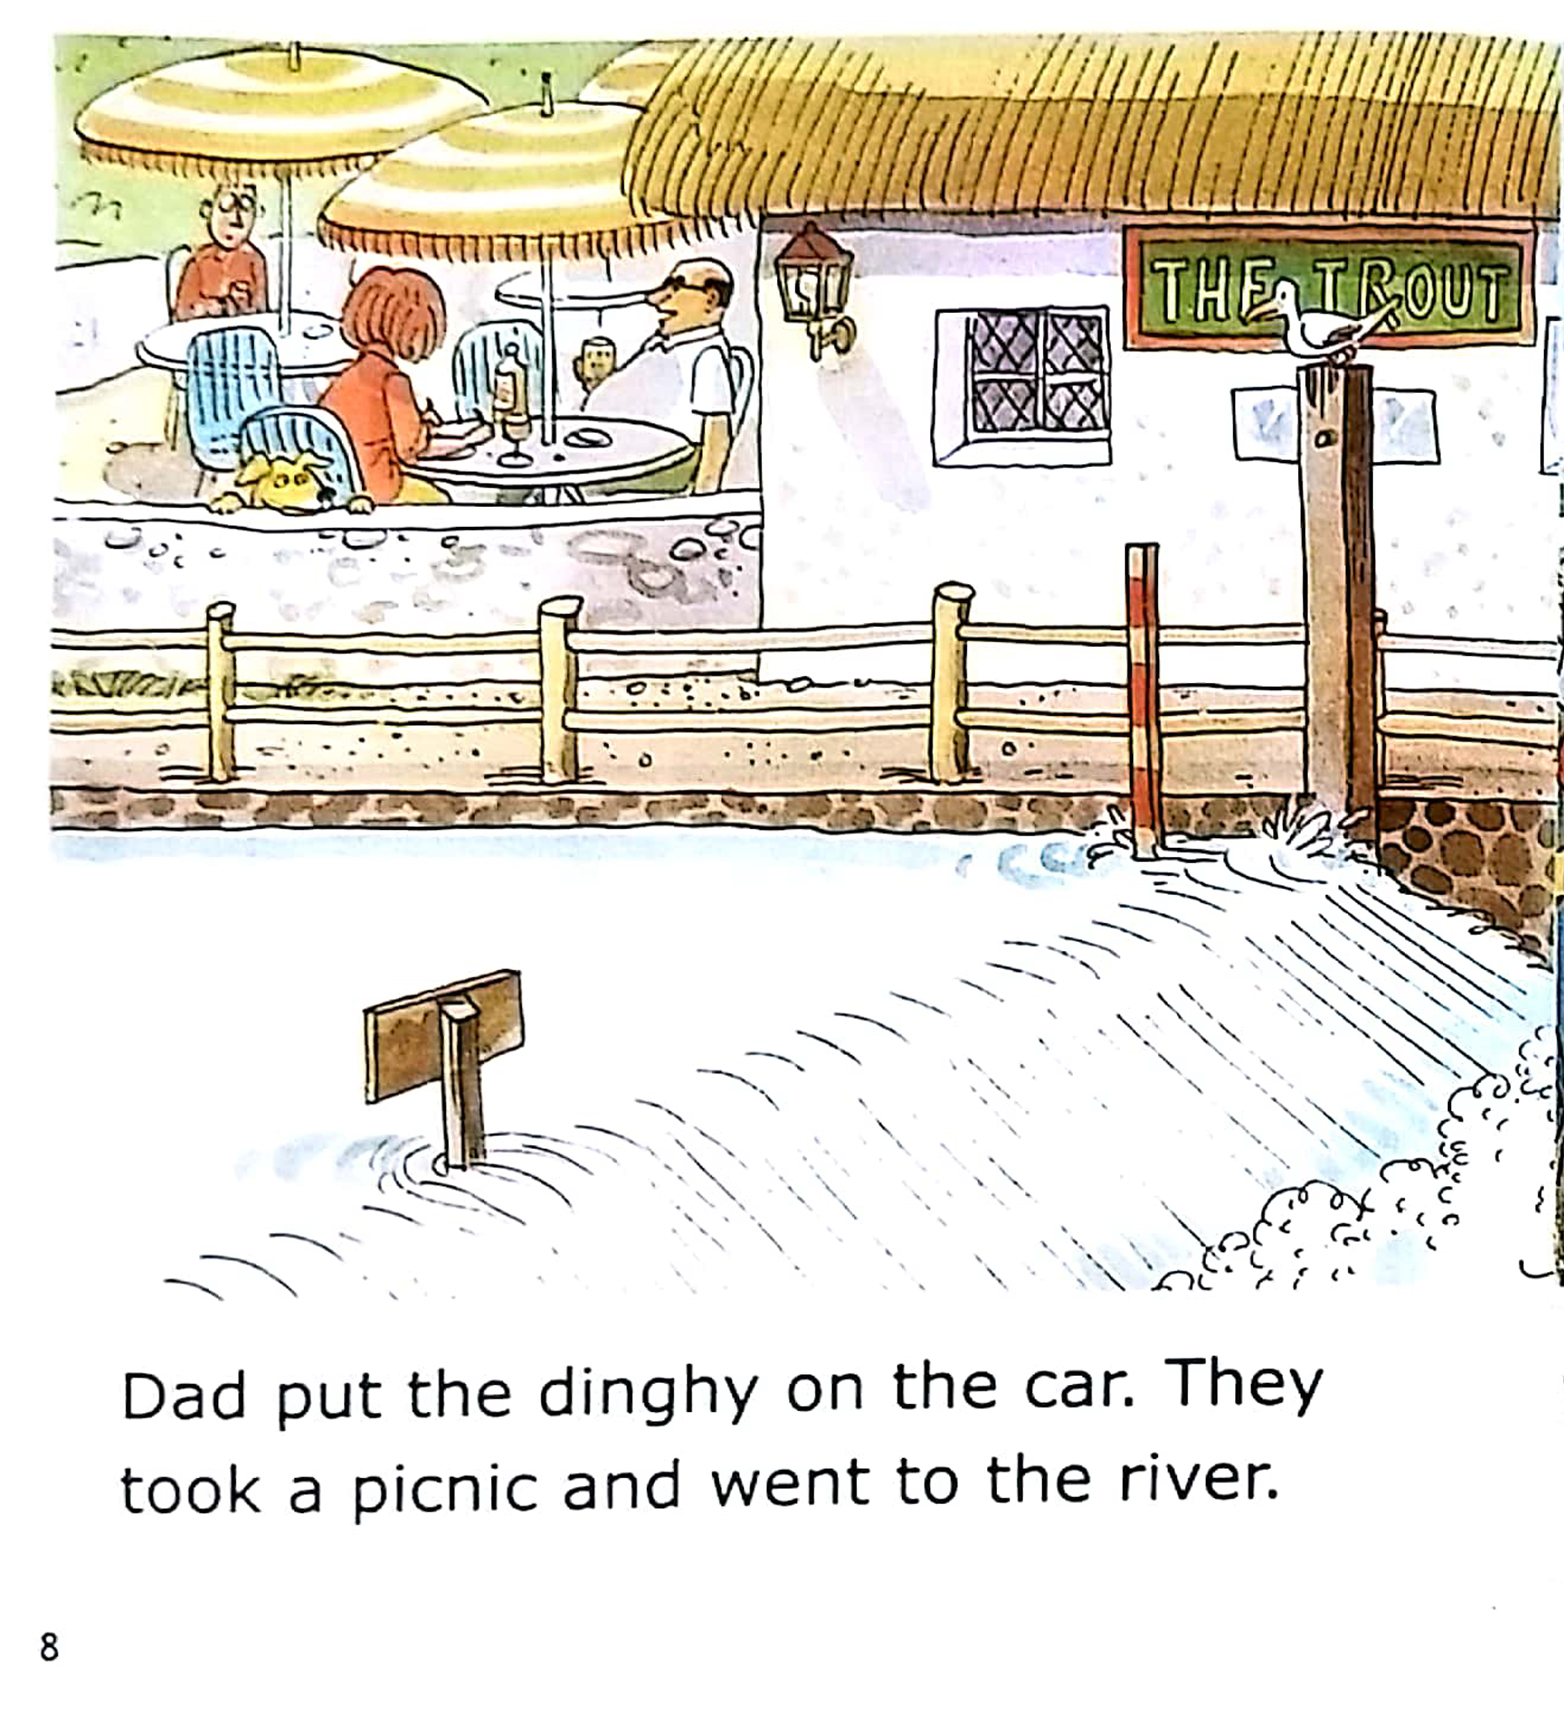 THE TROUT
Dad put the dinghy on the car. They
took a picnic and went to the river.
8